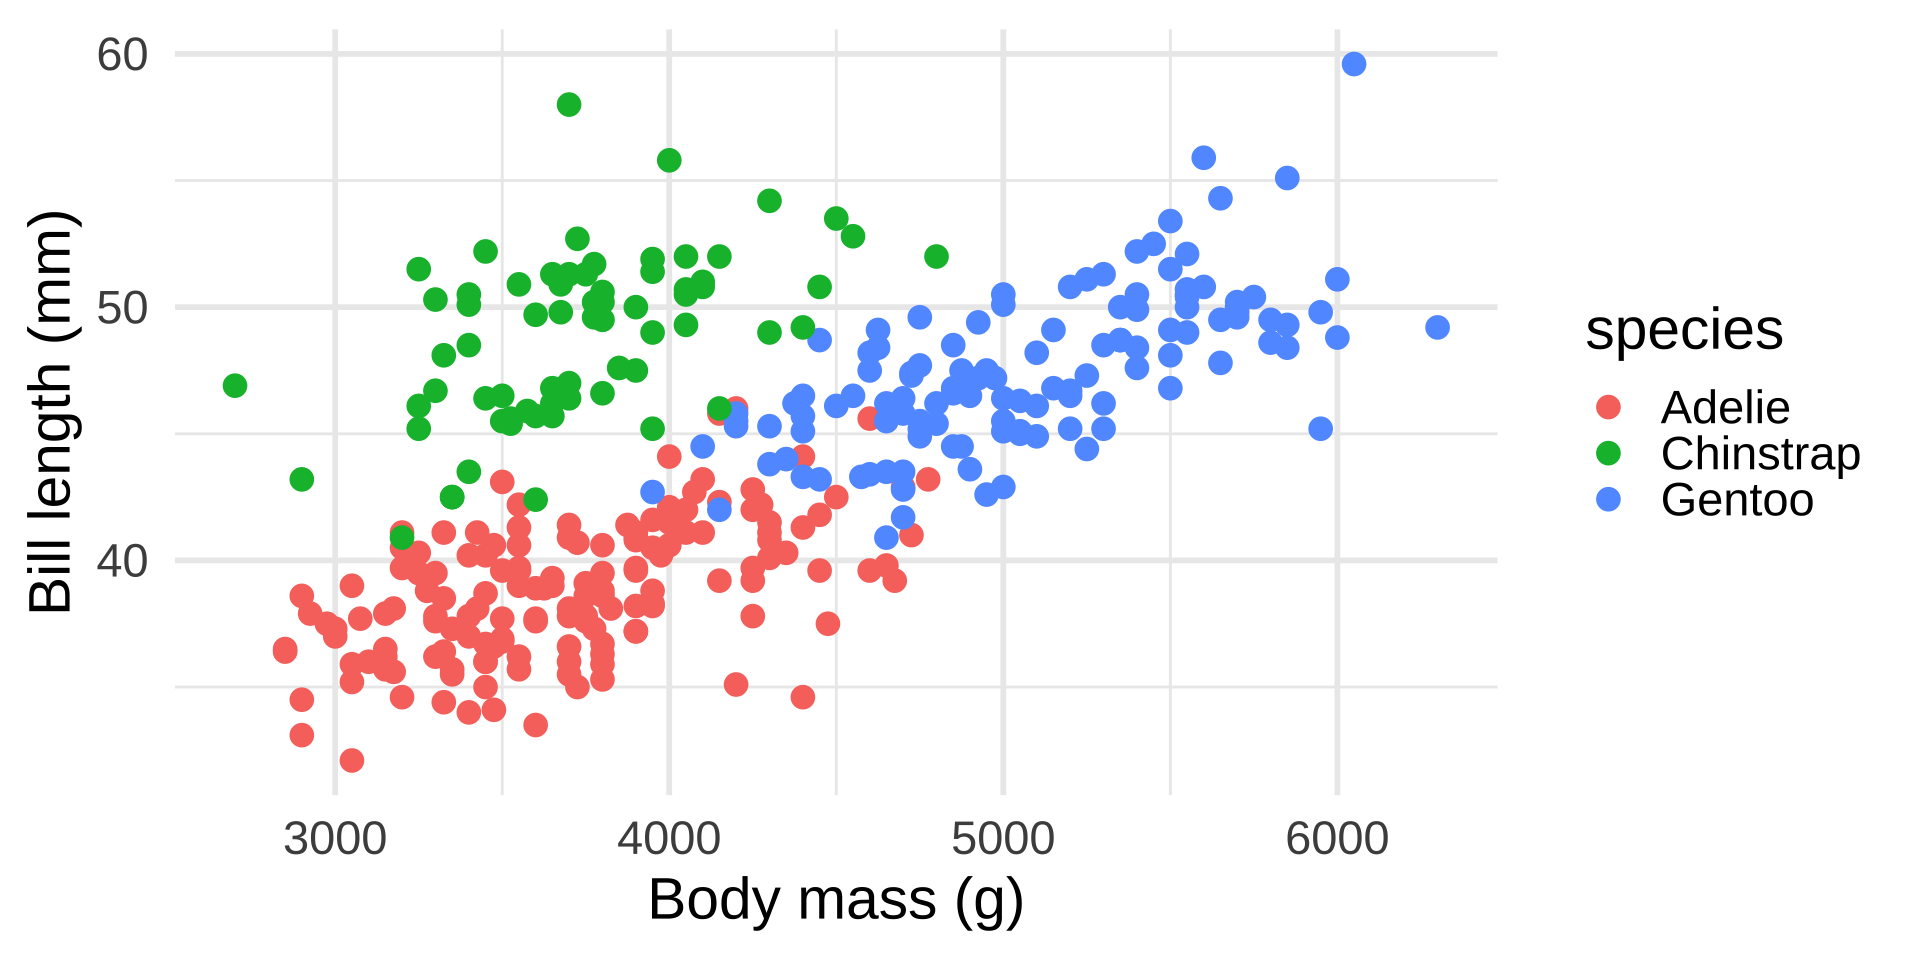 60
50
40
Bill length (mm)
3000 4000 5000 6000
Body mass (g)
species
Adelie
Chinstrap
Gentoo